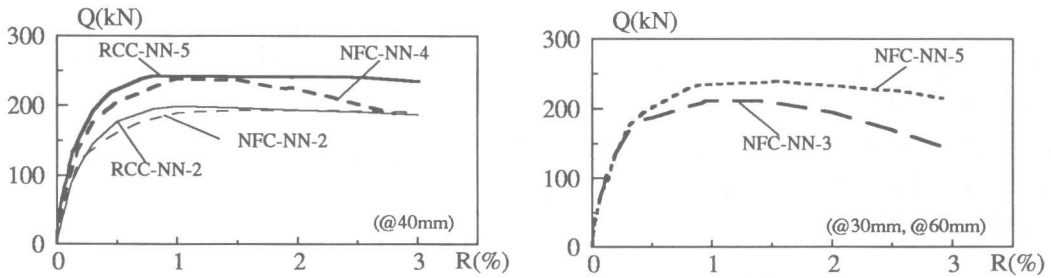 Q(kN)
300
RCC-NN-5
NFC-NN-4
200
NFC-NN-2
100
RCC-NN-2
(@40mm)
0
0 1 2 3 R(%)
Q(kN)
300
NFC-NN-5
200
NFC-NN-3
100
(@30mm, @60mm)
0
0 1 2 3 R(%)